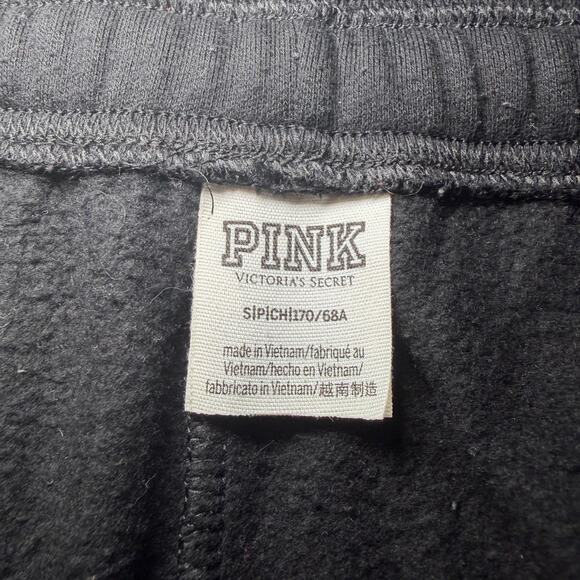 PINK
VICTORIA'S SECRET
S|P|CH|170/68A
made in Vietnam/fabriqué au
Vietnam/hecho en Vietnam/
fabbricato in Vietnam/越南制造